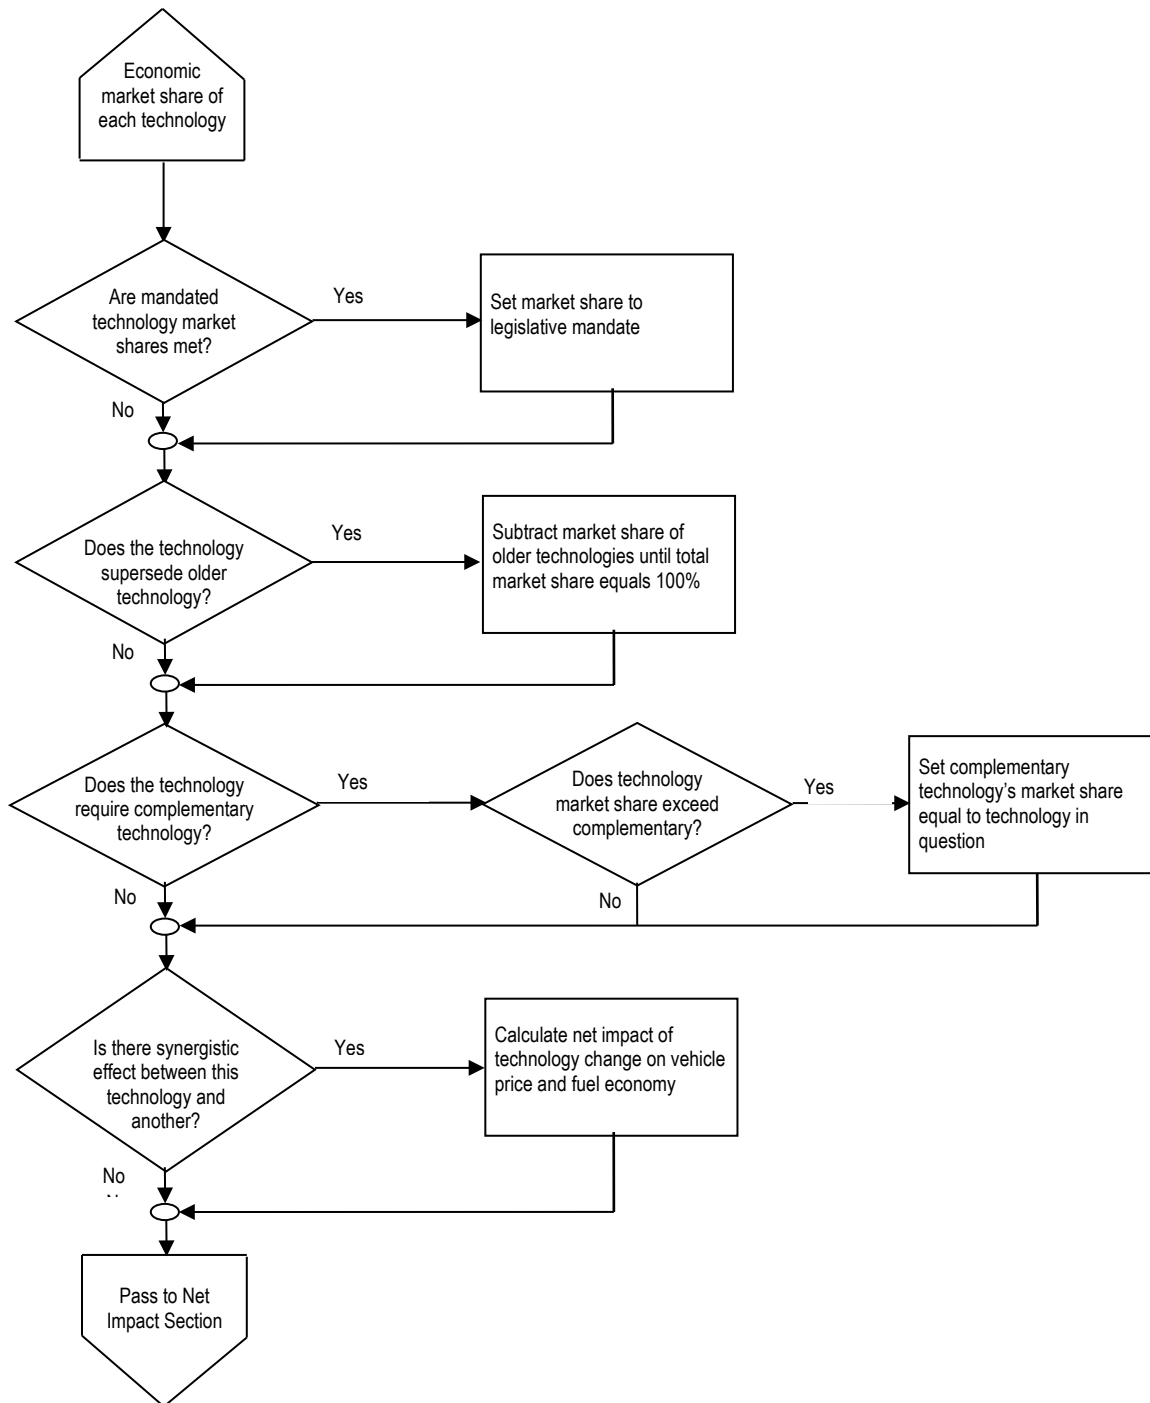 Economic
market share of
each technology
Are mandated
technology market
shares met?
Yes
Set market share to
legislative mandate
No
Does the technology
supersede older
technology?
Yes
Subtract market share of
older technologies until total
market share equals 100%
No
Does the technology
require complementary
technology?
Yes
Does technology
market share exceed
complementary?
Yes
Set complementary
technology’s market share
equal to technology in
question
No
No
Is there synergistic
effect between this
technology and
another?
Yes
Calculate net impact of
technology change on vehicle
price and fuel economy
No
Pass to Net
Impact Section